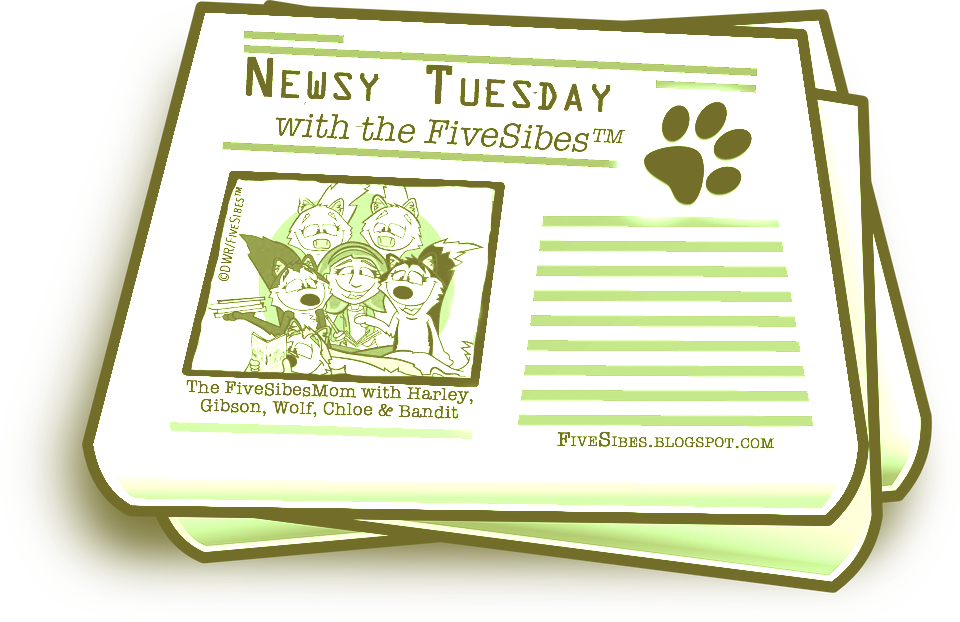 Newsy Tuesday
with the FiveSibes™
©DWR/FiveSibes™
The FiveSibesMom with Harley,
Gibson, Wolf, Chloe & Bandit
FiveSibes.blogspot.com